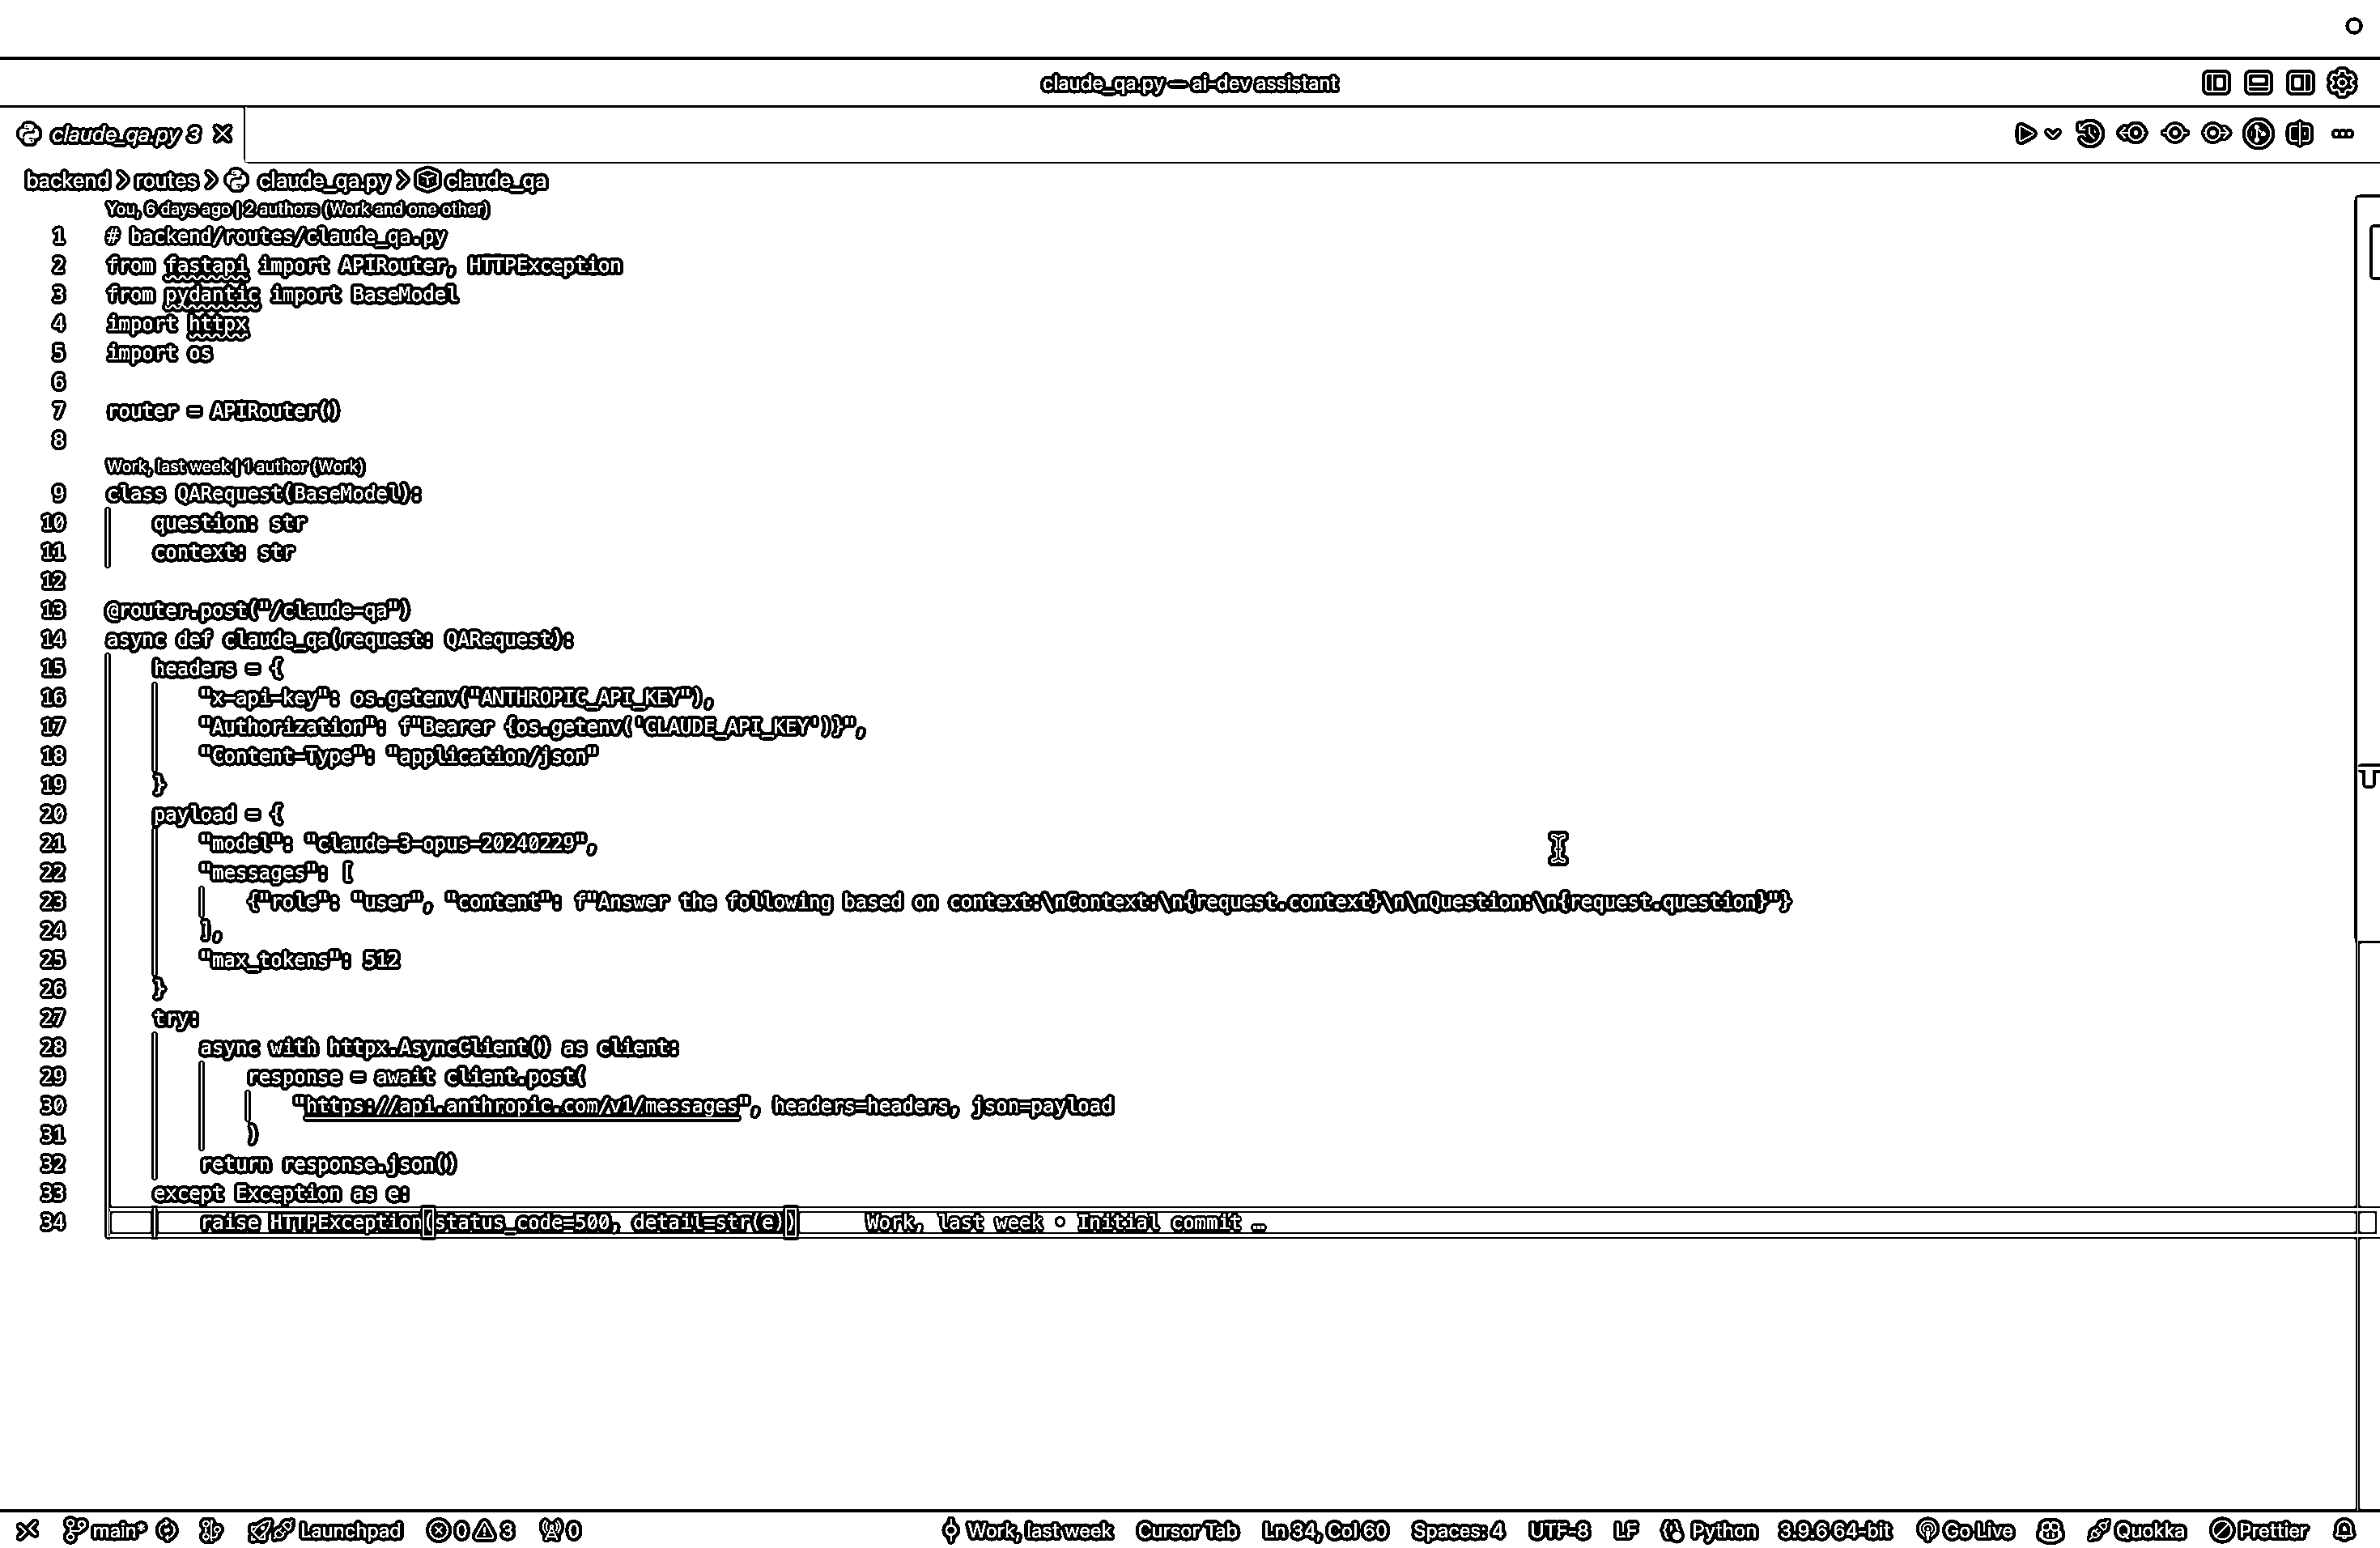 claude_qa.py — ai-dev assistant
claude_qa.py 3
backend > routes > claude_qa.py > claude_qa
You, 6 days ago | 2 authors (Work and one other)
1 # backend/routes/claude_qa.py
2 from fastapi import APIRouter, HTTPException
3 from pydantic import BaseModel
4 import httpx
5 import os
6
7 router = APIRouter()
8
Work, last week | 1 author (Work)
9 class QARequest(BaseModel):
10     question: str
11     context: str
12
13 @router.post("/claude-qa")
14 async def claude_qa(request: QARequest):
15     headers = {
16         "x-api-key": os.getenv("ANTHROPIC_API_KEY"),
17         "Authorization": f"Bearer {os.getenv('CLAUDE_API_KEY')}",
18         "Content-Type": "application/json"
19     }
20     payload = {
21         "model": "claude-3-opus-20240229",
22         "messages": [
23             {"role": "user", "content": f"Answer the following based on context:\nContext:\n{request.context}\n\nQuestion:\n{request.question}"}
24         ],
25         "max_tokens": 512
26     }
27     try:
28         async with httpx.AsyncClient() as client:
29             response = await client.post(
30                 "https://api.anthropic.com/v1/messages", headers=headers, json=payload
31             )
32         return response.json()
33     except Exception as e:
34         raise HTTPException(status_code=500, detail=str(e)) Work, last week • Initial commit …
main* Launchpad 0 3 0 Work, last week Cursor Tab Ln 34, Col 60 Spaces: 4 UTF-8 LF Python 3.9.6 64-bit Go Live Quokka Prettier